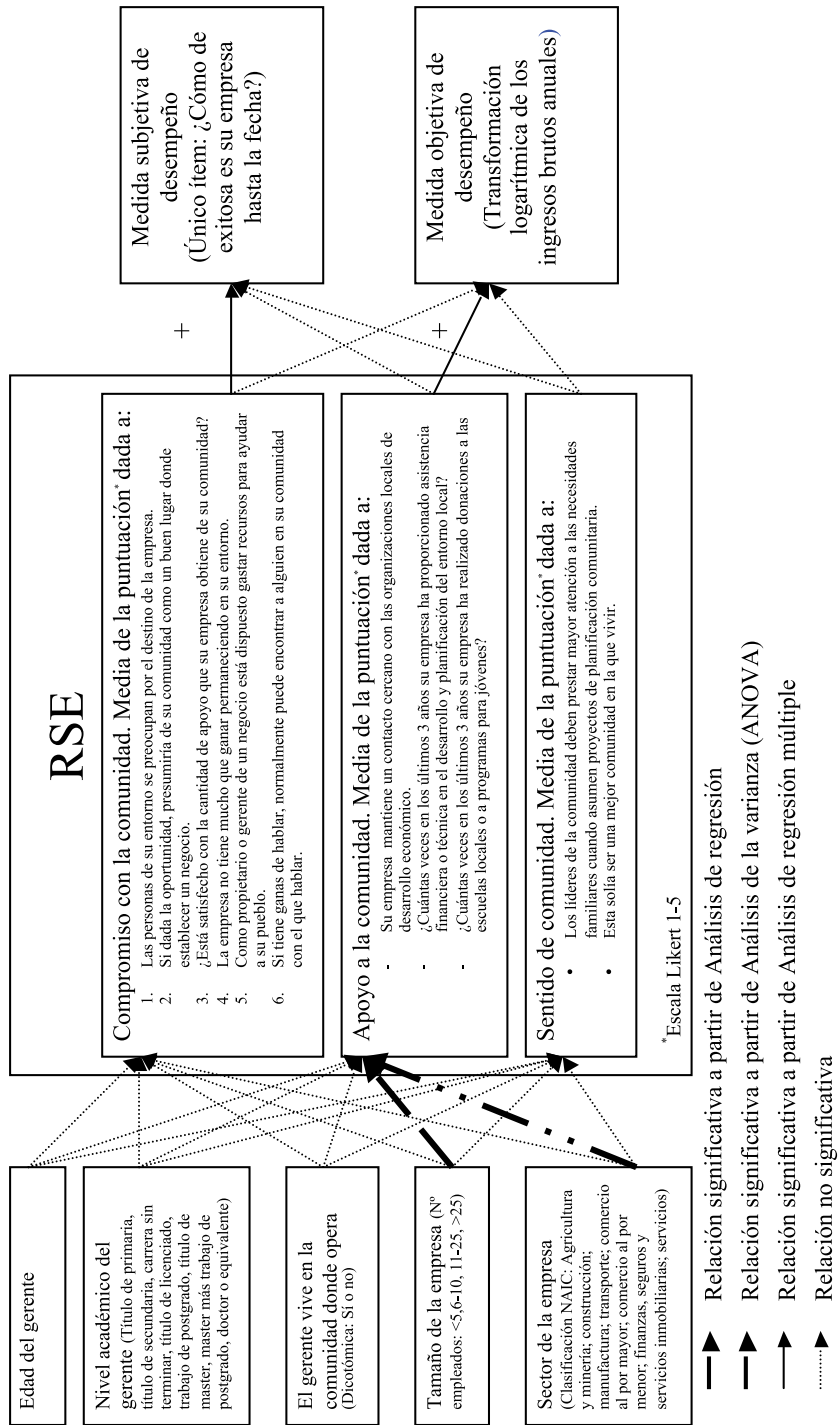 Edad del gerente
Nivel académico del
gerente (Título de primaria,
título de secundaria, carrera sin
terminar, título de licenciado,
trabajo de postgrado, título de
master, master más trabajo de
postgrado, doctor o equivalente)
El gerente vive en la
comunidad donde opera
(Dicotómica: Si o no)
Tamaño de la empresa (Nº
empleados: <5,6-10, 11-25, >25)
Sector de la empresa
(Clasificación NAIC: Agricultura
y minería; construcción;
manufactura; transporte; comercio
al por mayor; comercio al por
menor; finanzas, seguros y
servicios inmobiliarias; servicios)
RSE
Compromiso con la comunidad. Media de la puntuación* dada a:
1. Las personas de su entorno se preocupan por el destino de la empresa.
2. Si dada la oportunidad, presumiría de su comunidad como un buen lugar donde
establecer un negocio.
3. ¿Está satisfecho con la cantidad de apoyo que su empresa obtiene de su comunidad?
4. La empresa no tiene mucho que ganar permaneciendo en su entorno.
5. Como propietario o gerente de un negocio está dispuesto gastar recursos para ayudar
a su pueblo.
6. Si tiene ganas de hablar, normalmente puede encontrar a alguien en su comunidad
con el que hablar.
Apoyo a la comunidad. Media de la puntuación* dada a:
- Su empresa mantiene un contacto cercano con las organizaciones locales de
desarrollo económico.
- ¿Cuántas veces en los últimos 3 años su empresa ha proporcionado asistencia
financiera o técnica en el desarrollo y planificación del entorno local?
- ¿Cuántas veces en los últimos 3 años su empresa ha realizado donaciones a las
escuelas locales o a programas para jóvenes?
Sentido de comunidad. Media de la puntuación* dada a:
• Los líderes de la comunidad deben prestar mayor atención a las necesidades
familiares cuando asumen proyectos de planificación comunitaria.
• Esta solía ser una mejor comunidad en la que vivir.
*Escala Likert 1-5
+
+
Medida subjetiva de
desempeño
(Único ítem: ¿Cómo de
exitosa es su empresa
hasta la fecha?)
Medida objetiva de
desempeño
(Transformación
logarítmica de los
ingresos brutos anuales)
Relación significativa a partir de Análisis de regresión
Relación significativa a partir de Análisis de la varianza (ANOVA)
Relación significativa a partir de Análisis de regresión múltiple
Relación no significativa